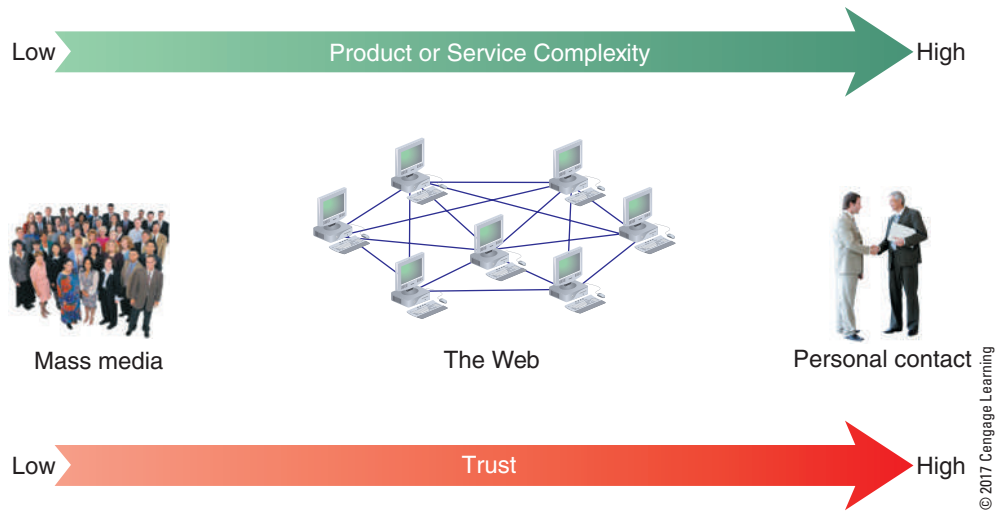 Low
Product or Service Complexity
High
Mass media
The Web
Personal contact
Low
Trust
High
© 2017 Cengage Learning